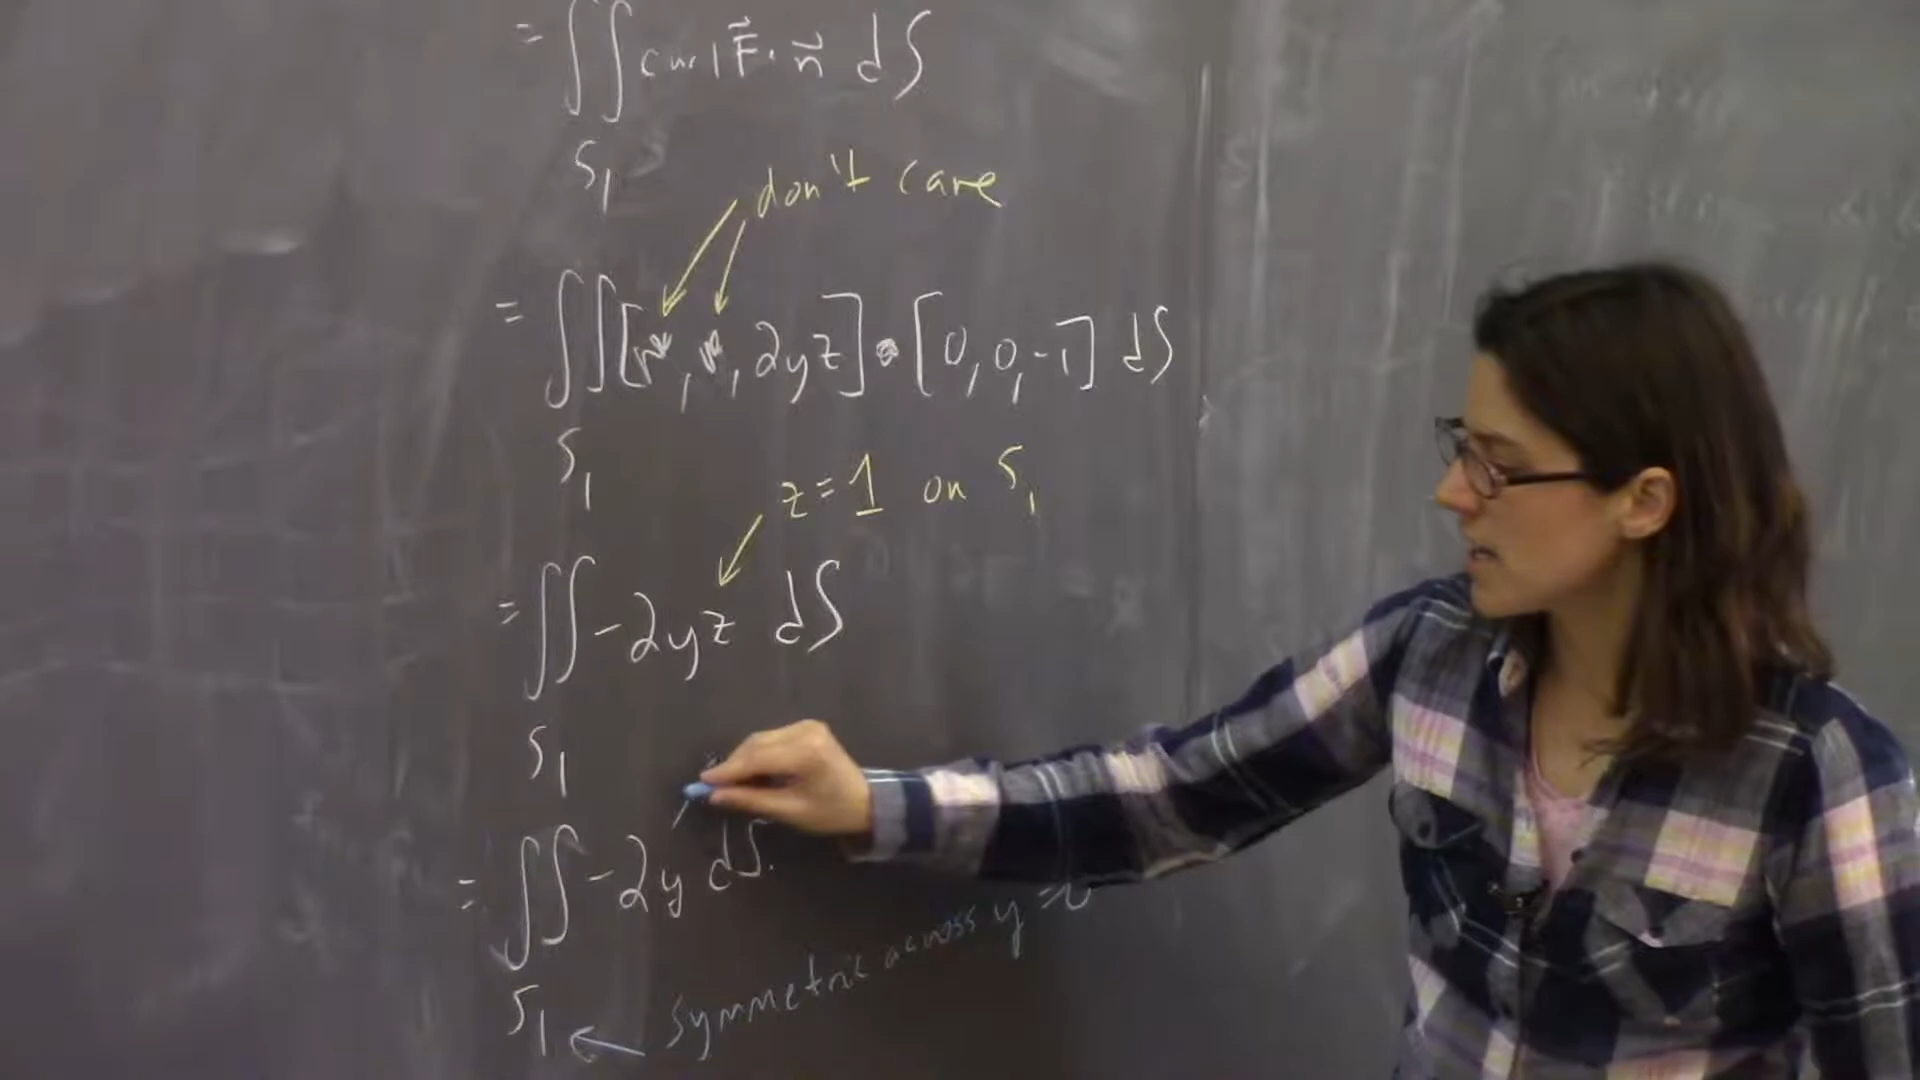 = ∬ curl F⃗ · n⃗ dS
S₁
don't care
= ∬ [ , , 2yz] • [0, 0, -1] dS
S₁
z = 1 on S₁
= ∬ -2yz dS
S₁
= ∬ -2y dS
S₁ ← symmetric across y = 0